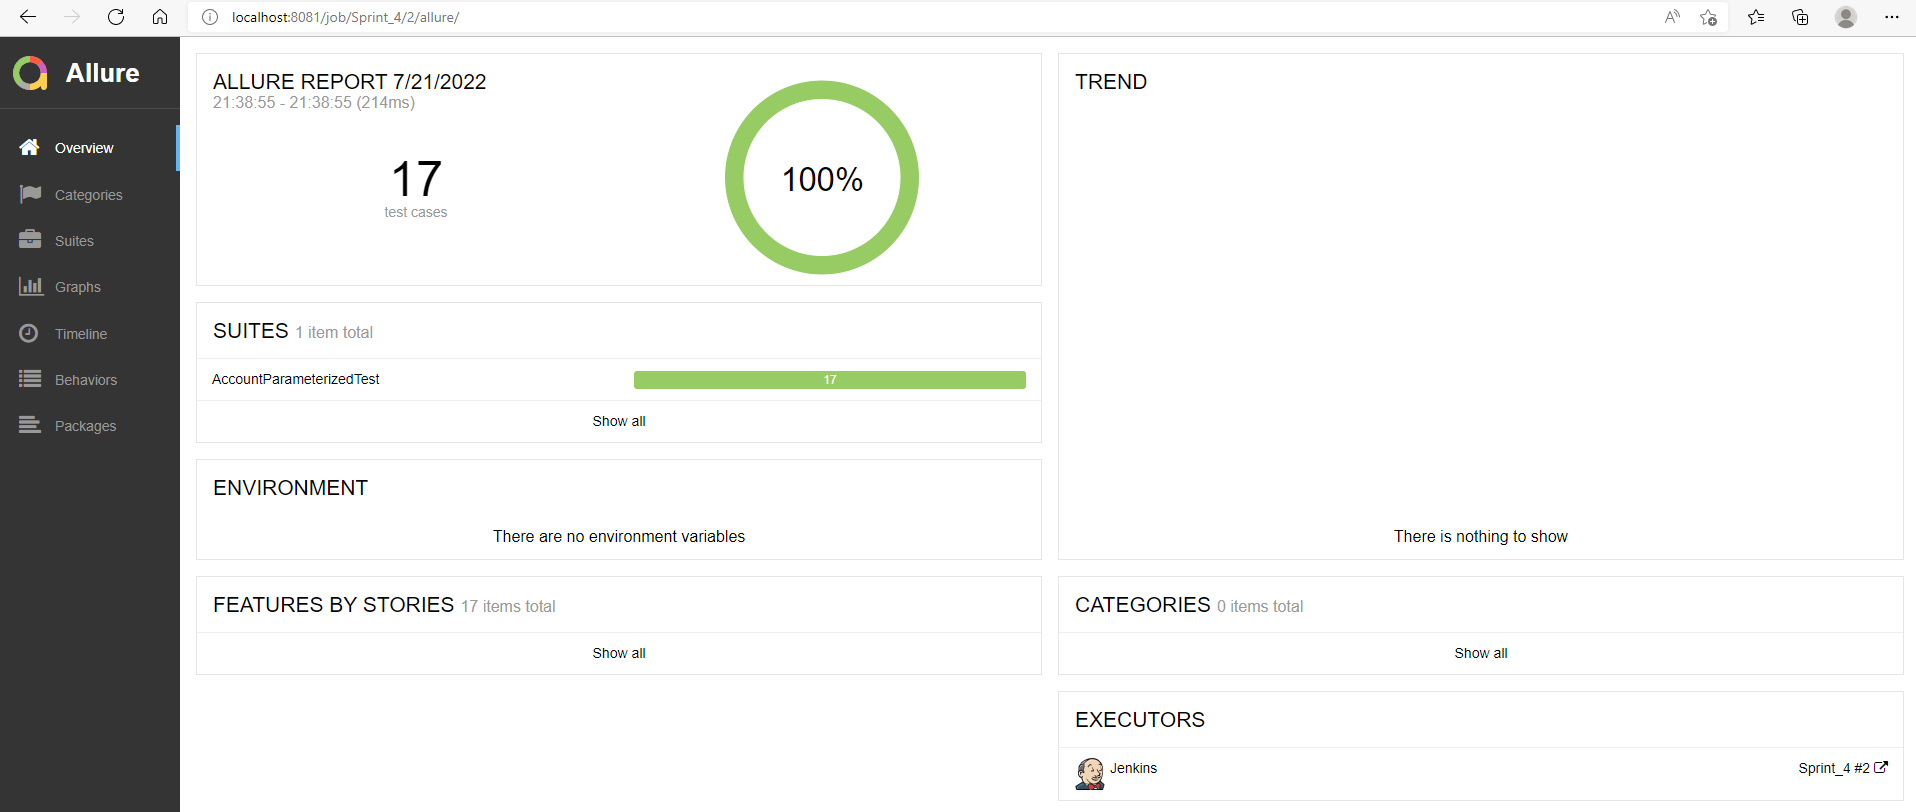 localhost:8081/job/Sprint_4/2/allure/
Allure
Overview
Categories
Suites
Graphs
Timeline
Behaviors
Packages
ALLURE REPORT 7/21/2022
21:38:55 - 21:38:55 (214ms)
17
test cases
100%
SUITES 1 item total
AccountParameterizedTest 17
Show all
ENVIRONMENT
There are no environment variables
FEATURES BY STORIES 17 items total
Show all
TREND
There is nothing to show
CATEGORIES 0 items total
Show all
EXECUTORS
Jenkins Sprint_4 #2